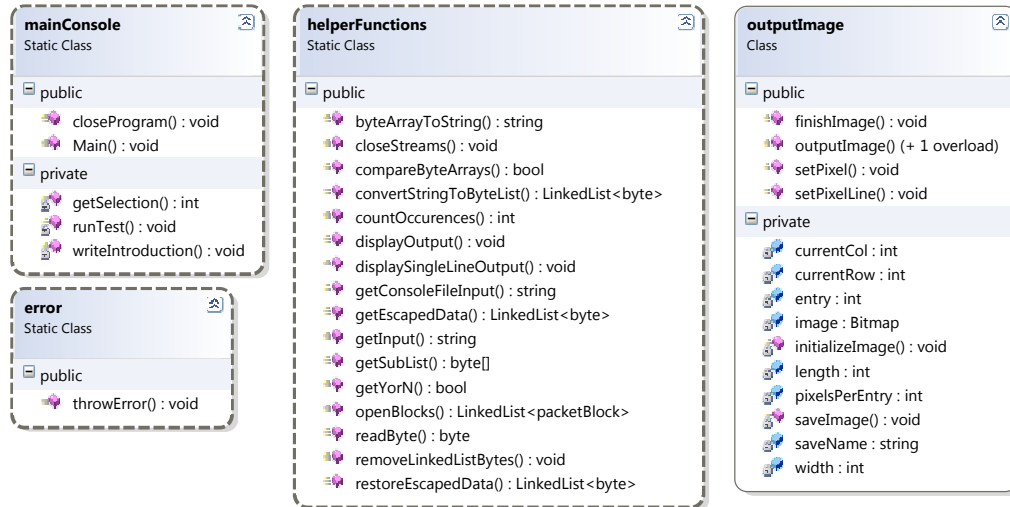 mainConsole
Static Class
public
closeProgram() : void
Main() : void
private
getSelection() : int
runTest() : void
writeIntroduction() : void
error
Static Class
public
throwError() : void
helperFunctions
Static Class
public
byteArrayToString() : string
closeStreams() : void
compareByteArrays() : bool
convertStringToByteList() : LinkedList<byte>
countOccurences() : int
displayOutput() : void
displaySingleLineOutput() : void
getConsoleFileInput() : string
getEscapedData() : LinkedList<byte>
getInput() : string
getSubList() : byte[]
getYorN() : bool
openBlocks() : LinkedList<packetBlock>
readByte() : byte
removeLinkedListBytes() : void
restoreEscapedData() : LinkedList<byte>
outputImage
Class
public
finishImage() : void
outputImage() (+ 1 overload)
setPixel() : void
setPixelLine() : void
private
currentCol : int
currentRow : int
entry : int
image : Bitmap
initializeImage() : void
length : int
pixelsPerEntry : int
saveImage() : void
saveName : string
width : int